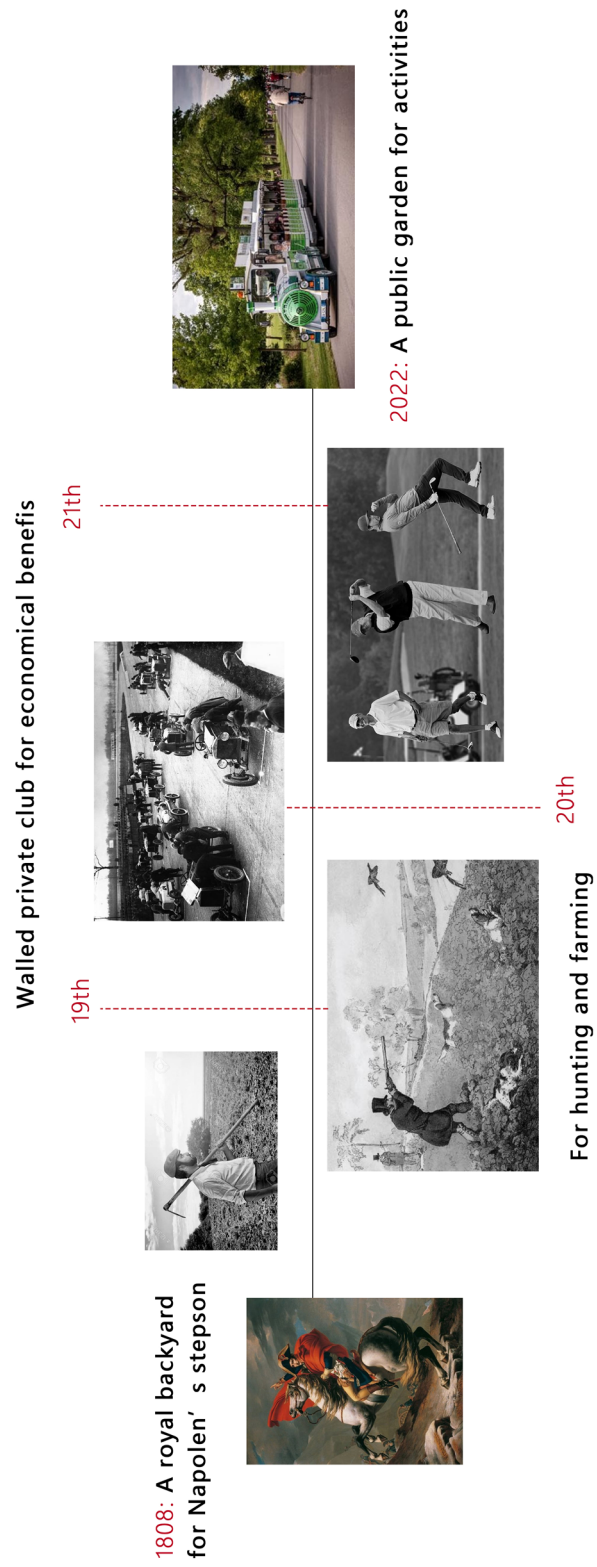 1808: A royal backyard
for Napolen’ s stepson
19th
For hunting and farming
20th
Walled private club for economical benefis
21th
2022: A public garden for activities